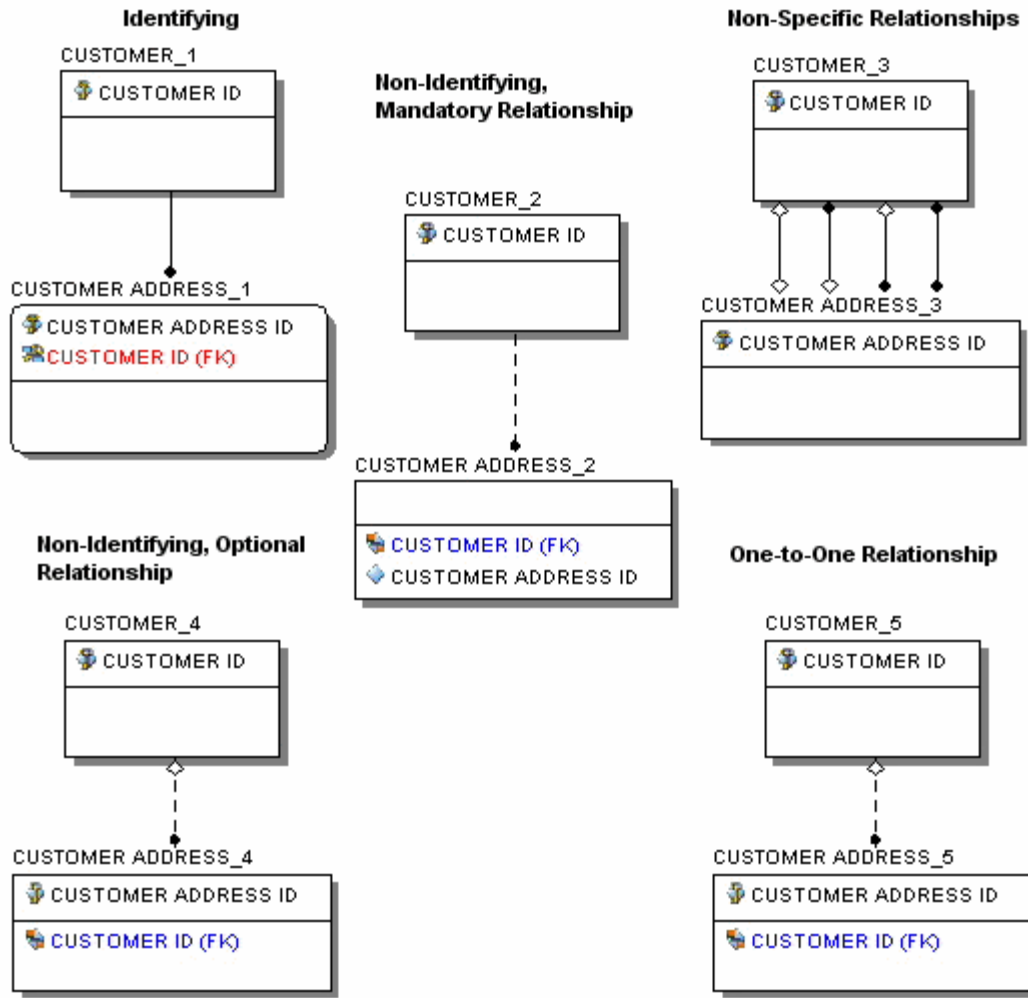 Identifying
CUSTOMER_1
CUSTOMER ID
CUSTOMER ADDRESS_1
CUSTOMER ADDRESS ID
CUSTOMER ID (FK)
Non-Identifying,
Mandatory Relationship
CUSTOMER_2
CUSTOMER ID
CUSTOMER ADDRESS_2
CUSTOMER ID (FK)
CUSTOMER ADDRESS ID
Non-Specific Relationships
CUSTOMER_3
CUSTOMER ID
CUSTOMER ADDRESS_3
CUSTOMER ADDRESS ID
Non-Identifying, Optional
Relationship
CUSTOMER_4
CUSTOMER ID
CUSTOMER ADDRESS_4
CUSTOMER ADDRESS ID
CUSTOMER ID (FK)
One-to-One Relationship
CUSTOMER_5
CUSTOMER ID
CUSTOMER ADDRESS_5
CUSTOMER ADDRESS ID
CUSTOMER ID (FK)